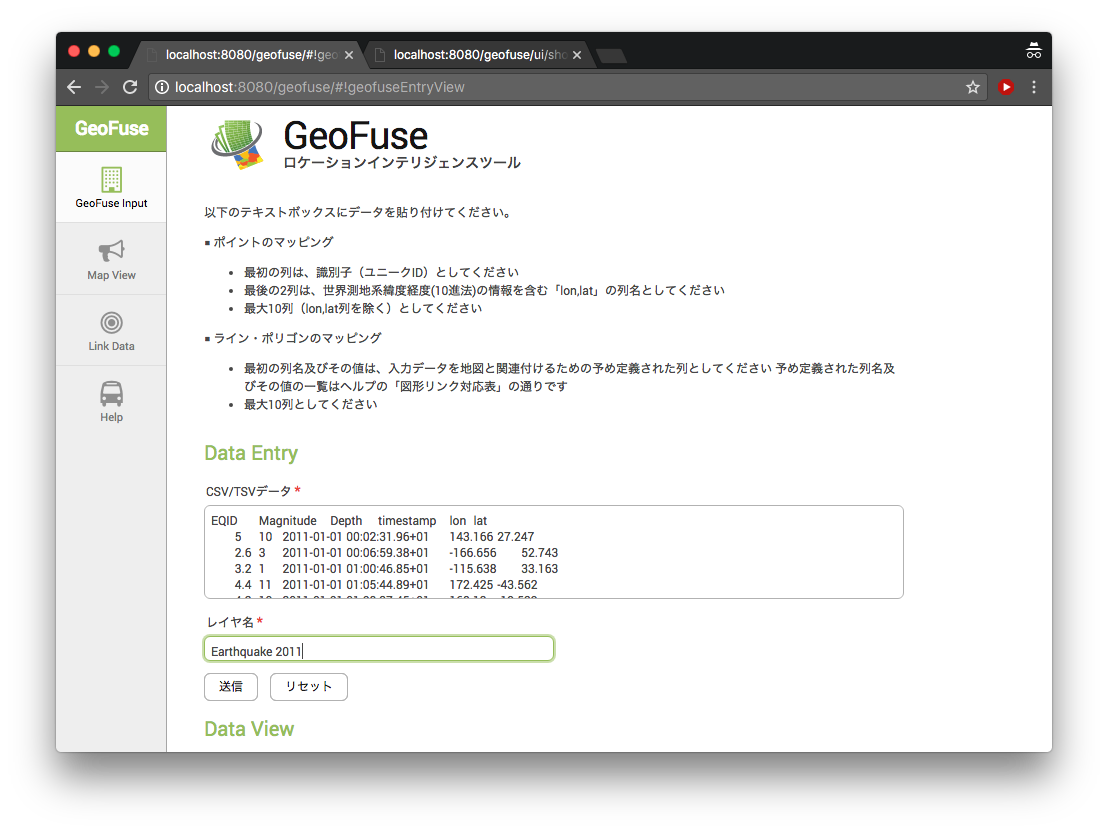 localhost:8080/geofuse/#!geo
localhost:8080/geofuse/ui/sho
localhost:8080/geofuse/#!geofuseEntryView
GeoFuse
GeoFuse Input
Map View
Link Data
Help
GeoFuse
ロケーションインテリジェンスツール
以下のテキストボックスにデータを貼り付けてください。
▪ ポイントのマッピング
• 最初の列は、識別子（ユニークID）としてください
• 最後の2列は、世界測地系緯度経度(10進法)の情報を含む「lon,lat」の列名としてください
• 最大10列（lon,lat列を除く）としてください
▪ ライン・ポリゴンのマッピング
• 最初の列名及びその値は、入力データを地図と関連付けるための予め定義された列としてください 予め定義された列名及
びその値の一覧はヘルプの「図形リンク対応表」の通りです
• 最大10列としてください
Data Entry
CSV/TSVデータ *
EQID Magnitude Depth timestamp lon lat
5 10 2011-01-01 00:02:31.96+01 143.166 27.247
2.6 3 2011-01-01 00:06:59.38+01 -166.656 52.743
3.2 1 2011-01-01 01:00:46.85+01 -115.638 33.163
4.4 11 2011-01-01 01:05:44.89+01 172.425 -43.562
レイヤ名 *
Earthquake 2011
送信
リセット
Data View